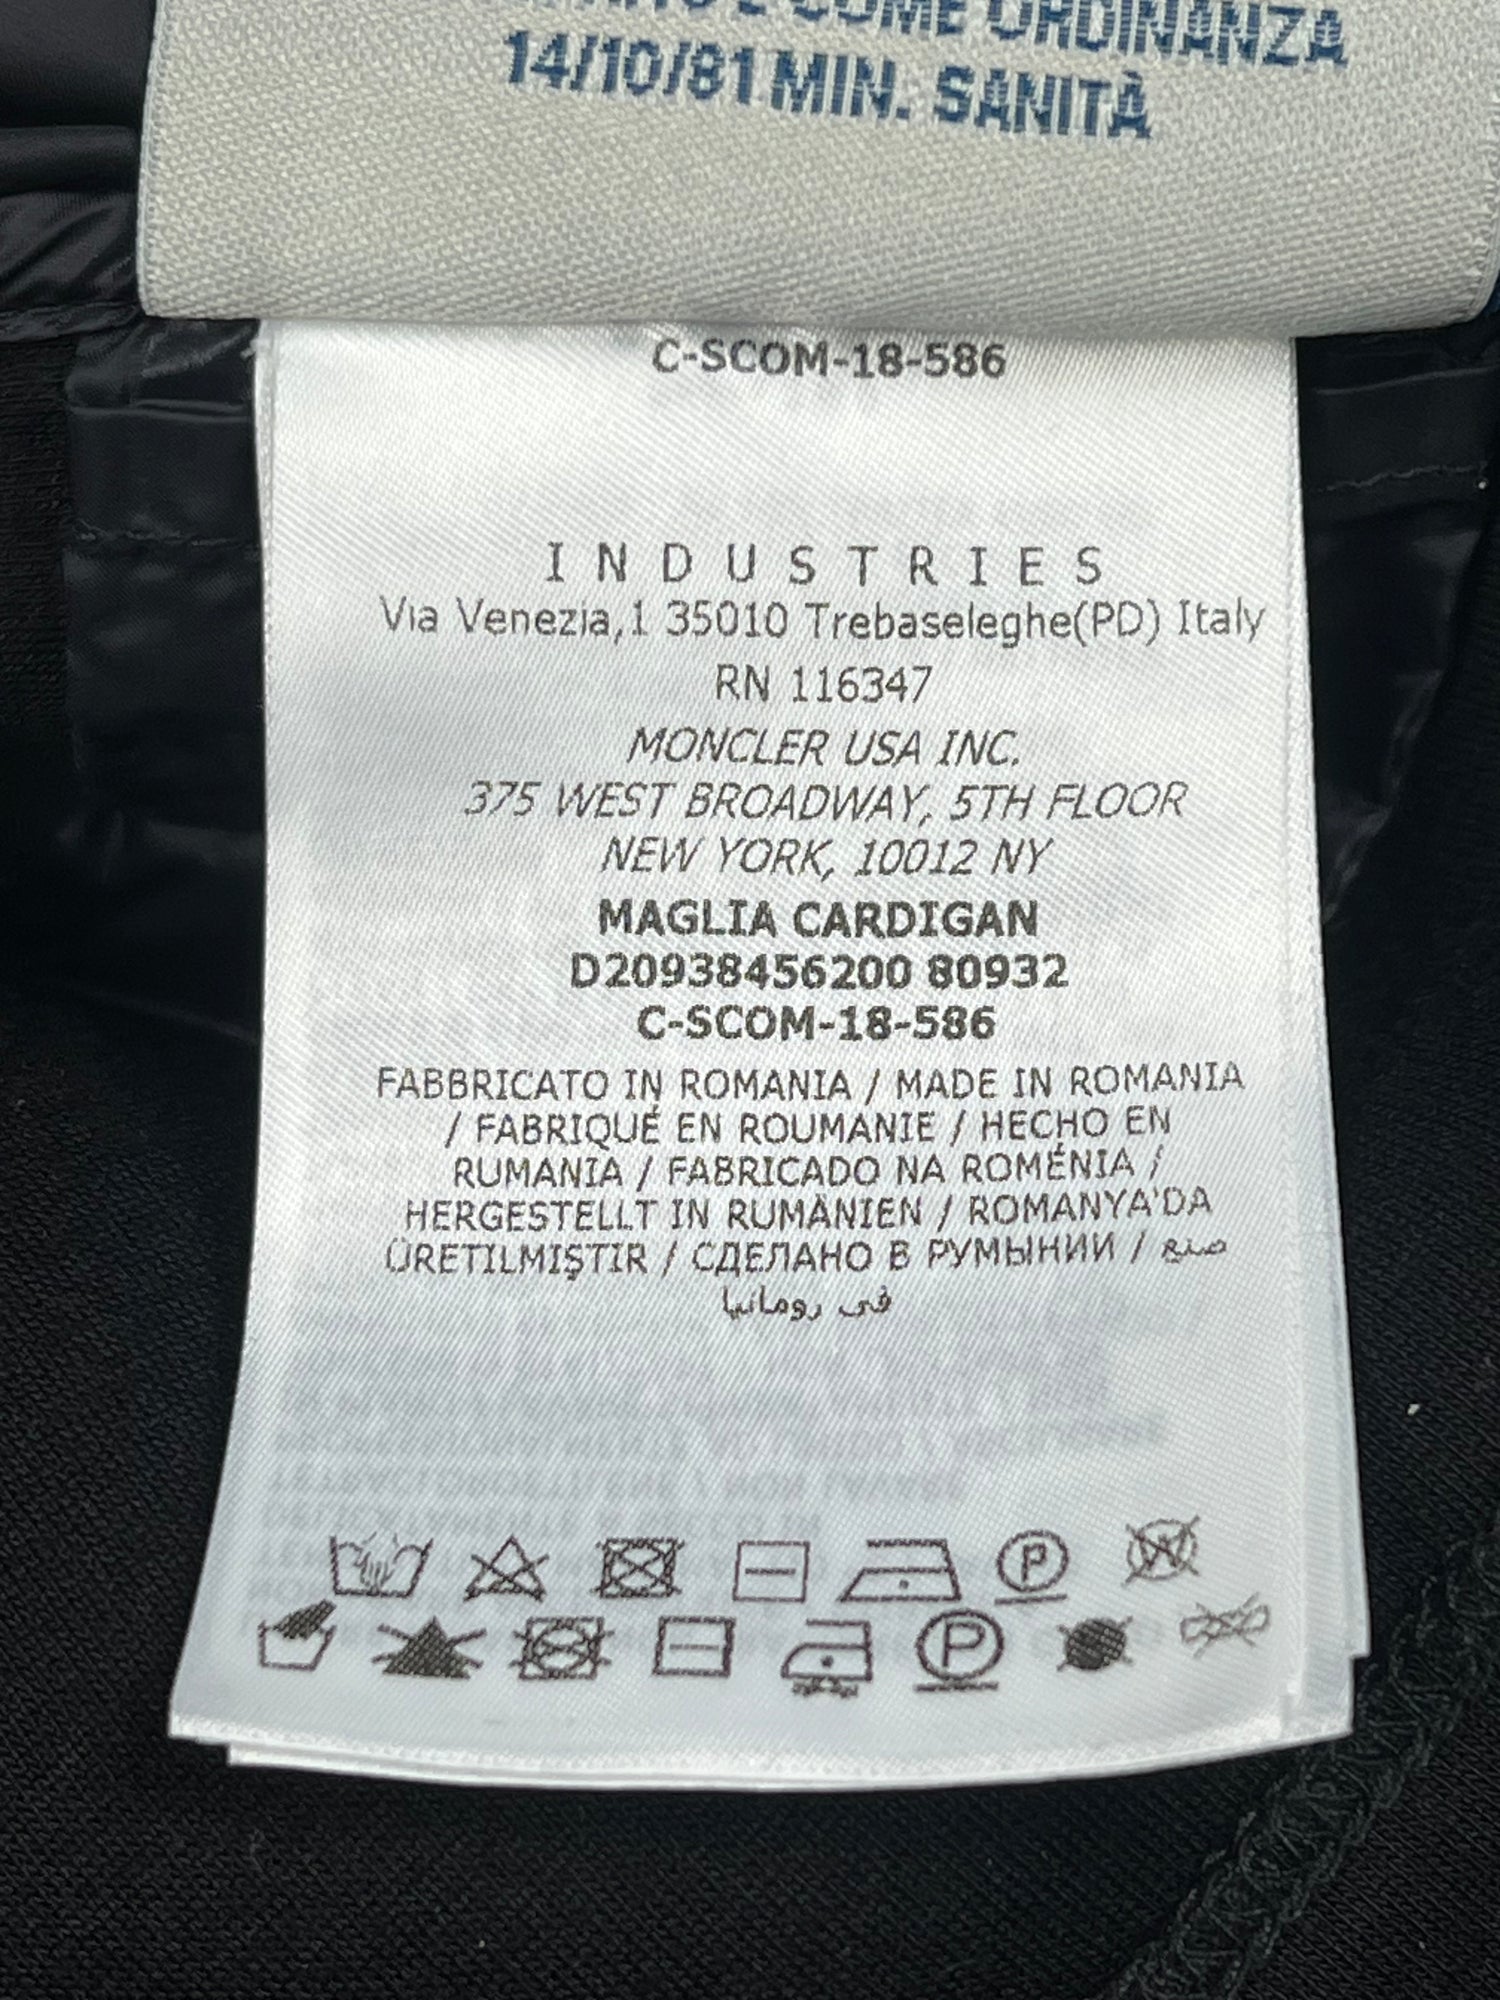 COME ORDINANZA
14/10/81 MIN. SANITÀ
C-SCOM-18-586
INDUSTRIES
Via Venezia,1 35010 Trebaseleghe(PD) Italy
RN 116347
MONCLER USA INC.
375 WEST BROADWAY, 5TH FLOOR
NEW YORK, 10012 NY
MAGLIA CARDIGAN
D20938456200 80932
C-SCOM-18-586
FABBRICATO IN ROMANIA / MADE IN ROMANIA
/ FABRIQUÉ EN ROUMANIE / HECHO EN
RUMANIA / FABRICADO NA ROMÉNIA /
HERGESTELLT IN RUMÄNIEN / ROMANYA'DA
ÜRETILMIŞTIR / СДЕЛАНО В РУМЫНИИ / صنع
في رومانيا
P W
P